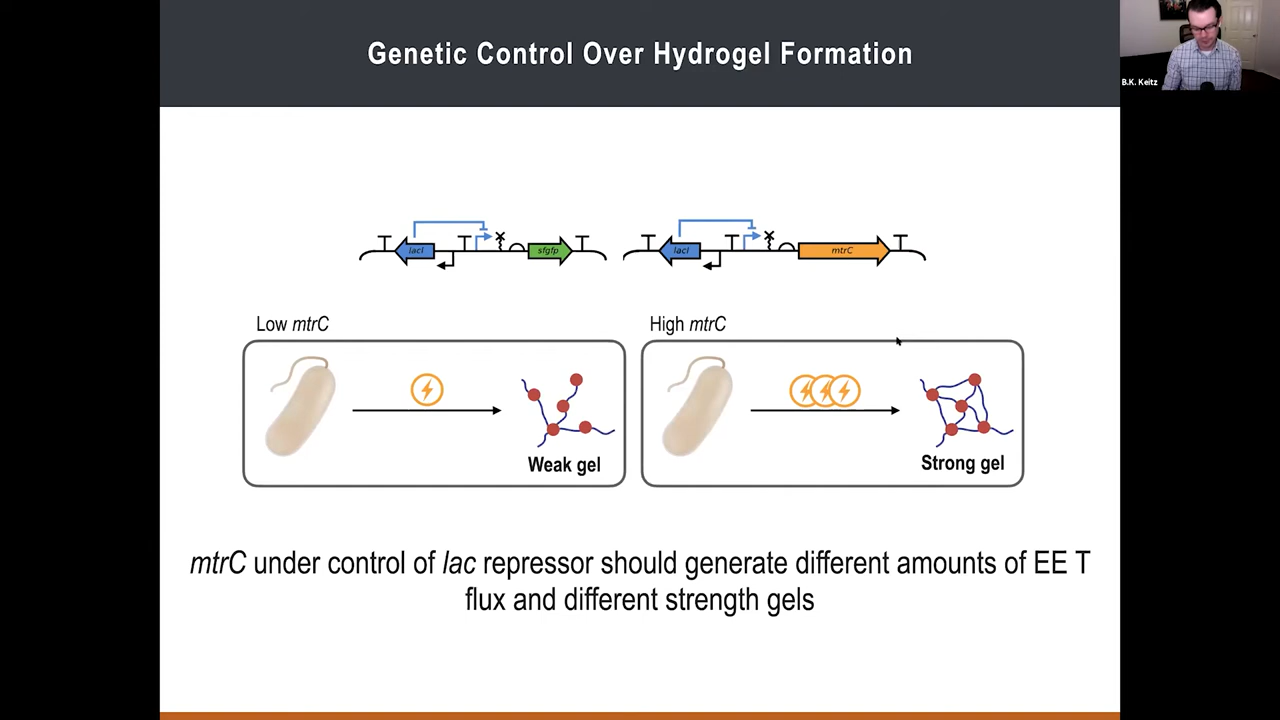 Genetic Control Over Hydrogel Formation
B.K. Keitz
lacI
sfgfp
lacI
mtrC
Low mtrC
High mtrC
Weak gel
Strong gel
mtrC under control of lac repressor should generate different amounts of EE T
flux and different strength gels